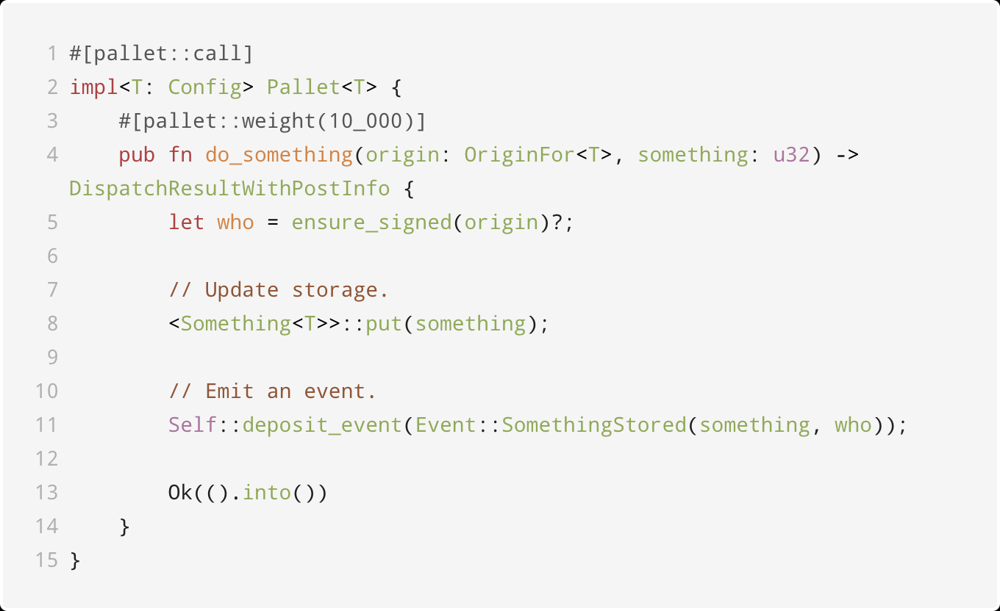 1 #[pallet::call]
2 impl<T: Config> Pallet<T> {
3     #[pallet::weight(10_000)]
4     pub fn do_something(origin: OriginFor<T>, something: u32) ->
DispatchResultWithPostInfo {
5         let who = ensure_signed(origin)?;
6
7         // Update storage.
8         <Something<T>>::put(something);
9
10         // Emit an event.
11         Self::deposit_event(Event::SomethingStored(something, who));
12
13         Ok(().into())
14     }
15 }